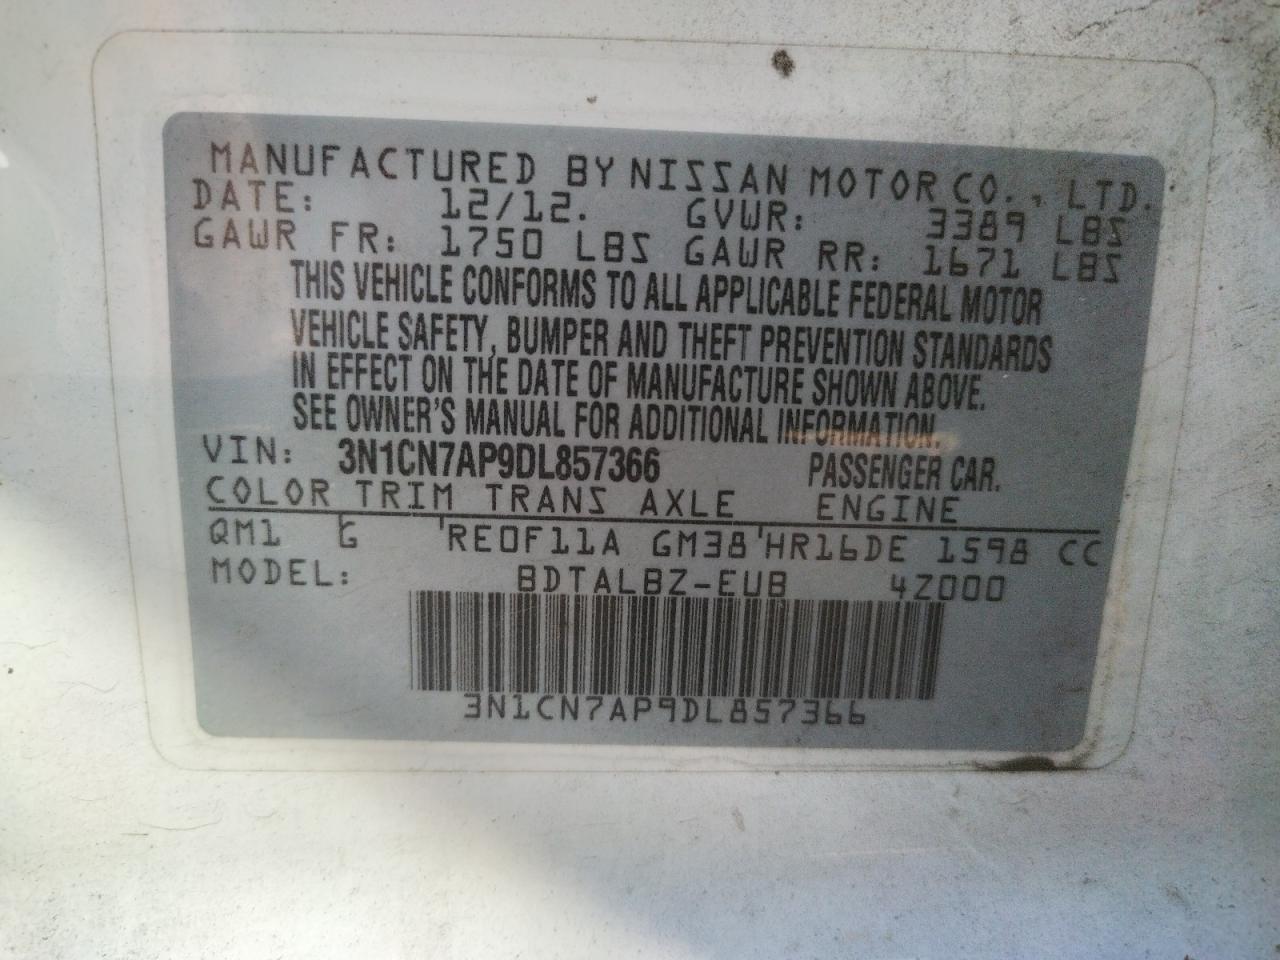 MANUFACTURED BY NISSAN MOTOR CO., LTD.
DATE: 12/12. GVWR: 3389 LBS
GAWR FR: 1750 LBS GAWR RR: 1671 LBS
THIS VEHICLE CONFORMS TO ALL APPLICABLE FEDERAL MOTOR
VEHICLE SAFETY, BUMPER AND THEFT PREVENTION STANDARDS
IN EFFECT ON THE DATE OF MANUFACTURE SHOWN ABOVE.
SEE OWNER'S MANUAL FOR ADDITIONAL INFORMATION.
VIN: 3N1CN7AP9DL857366 PASSENGER CAR.
COLOR TRIM TRANS AXLE ENGINE
QM1 G RE0F11A GM38 HR16DE 1598 CC
MODEL: BDTALBZ-EUB 4Z000
3N1CN7AP9DL857366